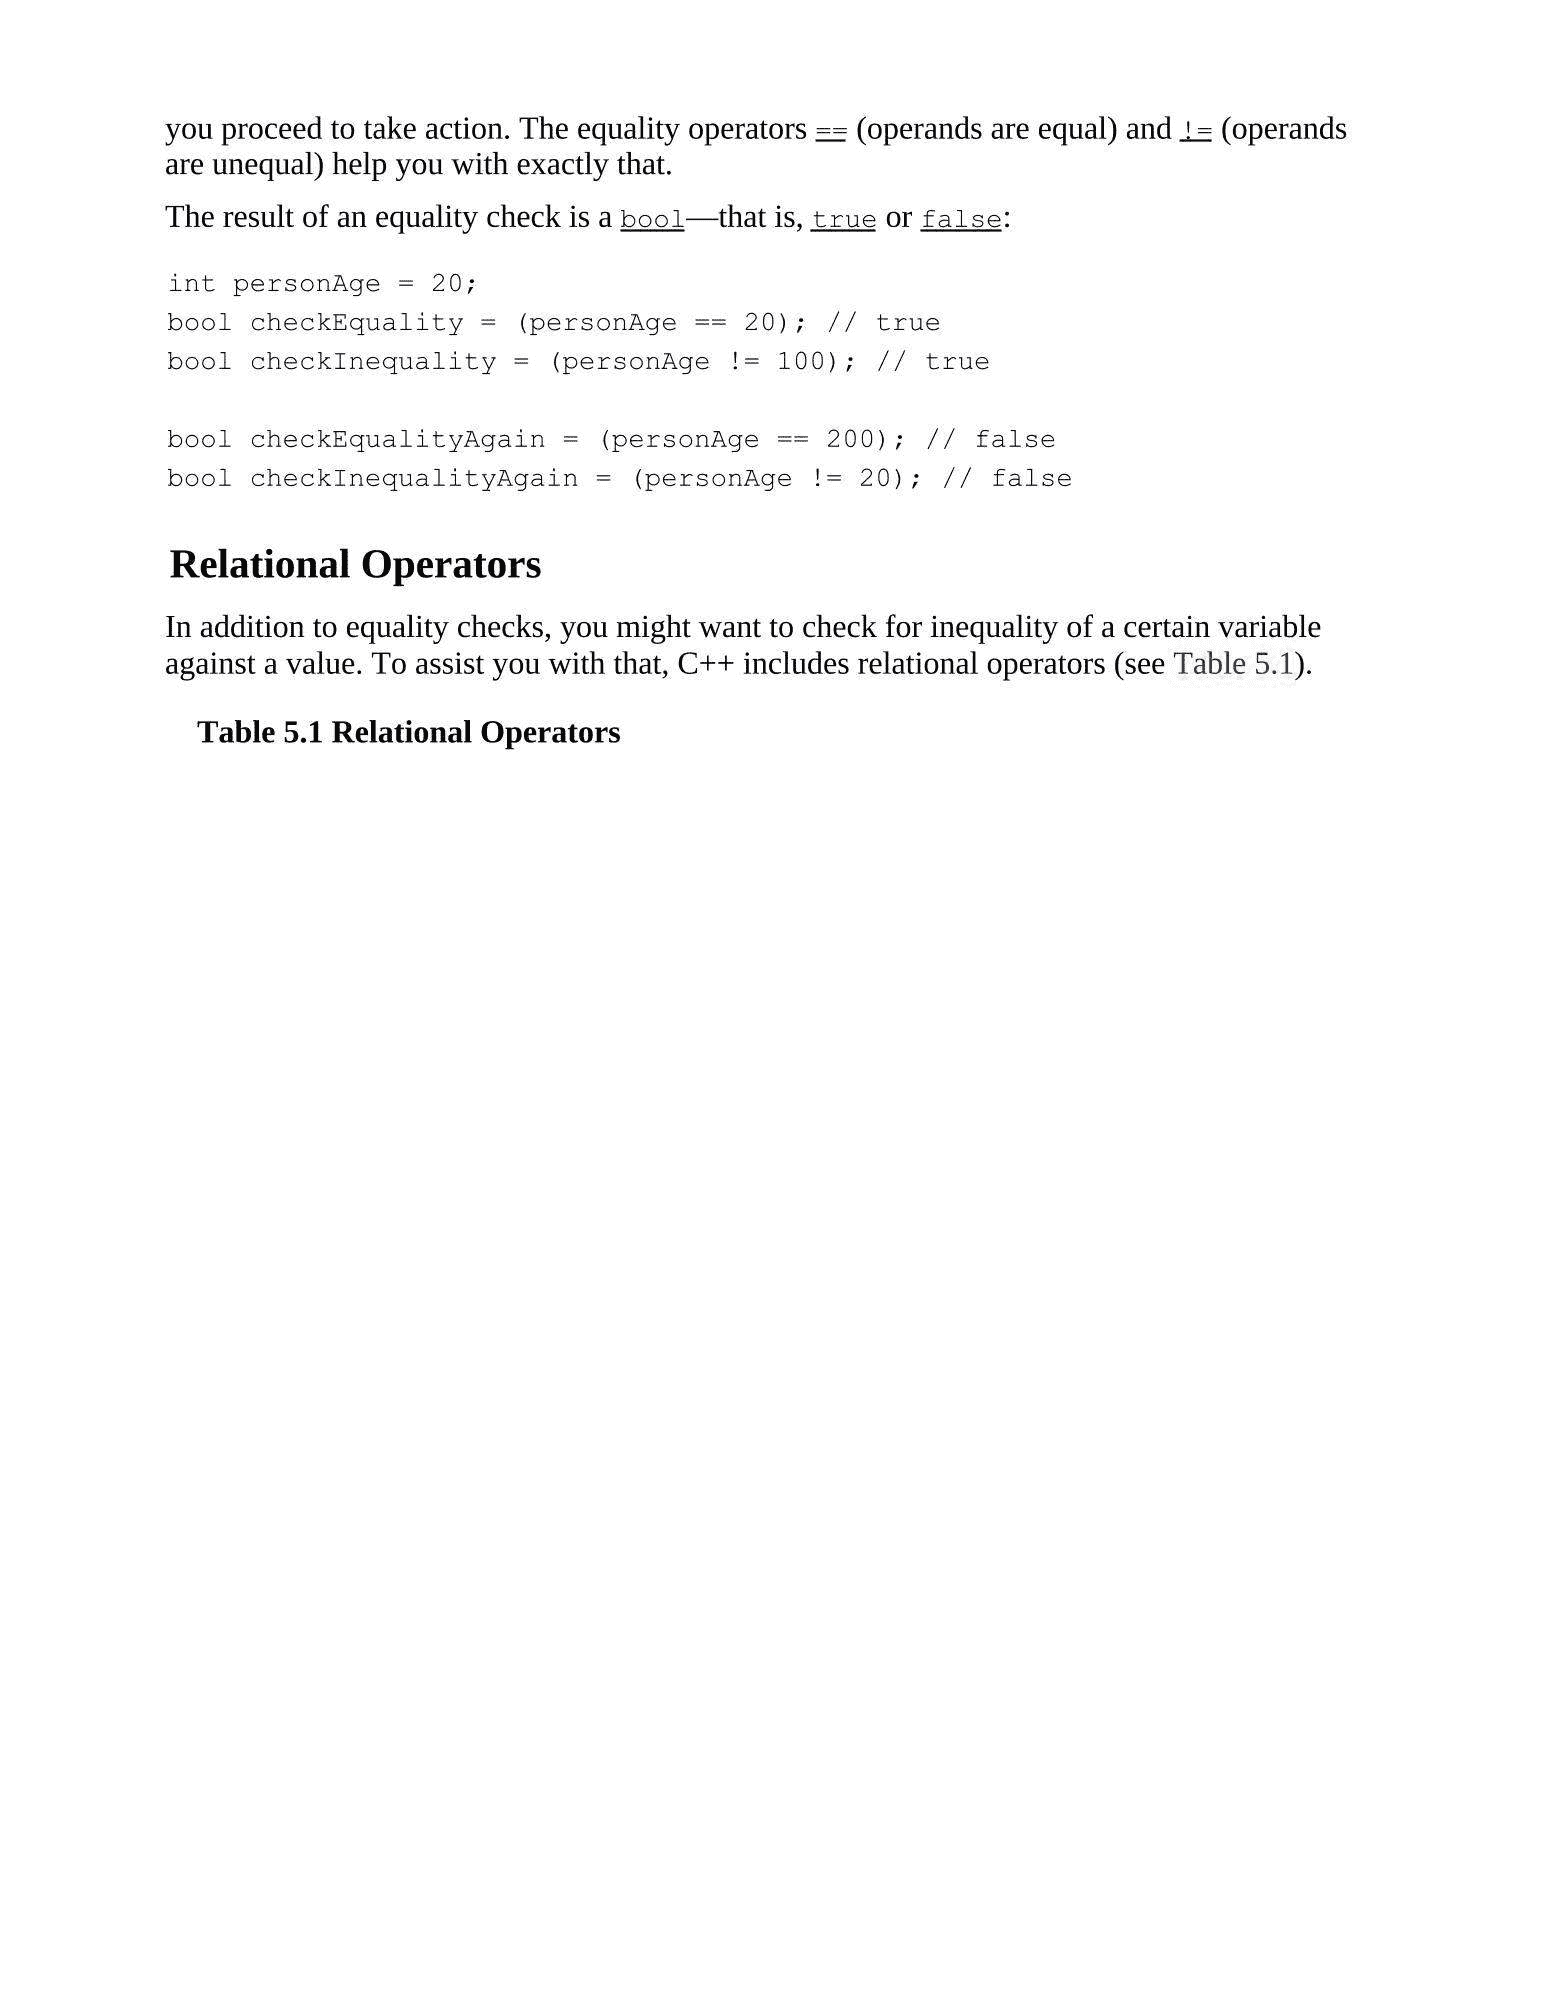 you proceed to take action. The equality operators == (operands are equal) and != (operands
are unequal) help you with exactly that.
The result of an equality check is a bool—that is, true or false:
int personAge = 20;
bool checkEquality = (personAge == 20); // true
bool checkInequality = (personAge != 100); // true
bool checkEqualityAgain = (personAge == 200); // false
bool checkInequalityAgain = (personAge != 20); // false
Relational Operators
In addition to equality checks, you might want to check for inequality of a certain variable
against a value. To assist you with that, C++ includes relational operators (see Table 5.1).
Table 5.1 Relational Operators